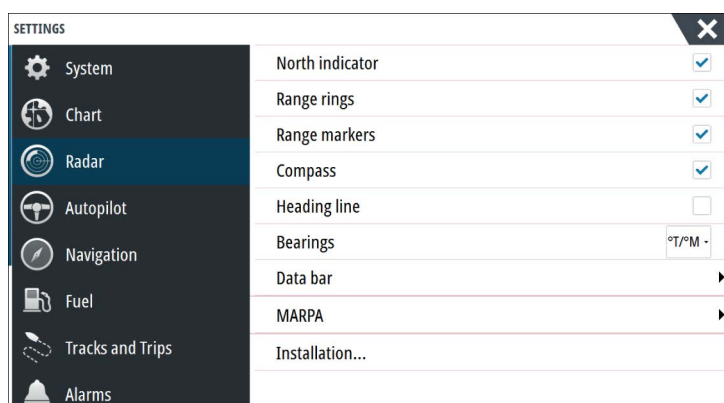 SETTINGS
System
Chart
Radar
Autopilot
Navigation
Fuel
Tracks and Trips
Alarms
North indicator
Range rings
Range markers
Compass
Heading line
Bearings °T/°M
Data bar
MARPA
Installation...